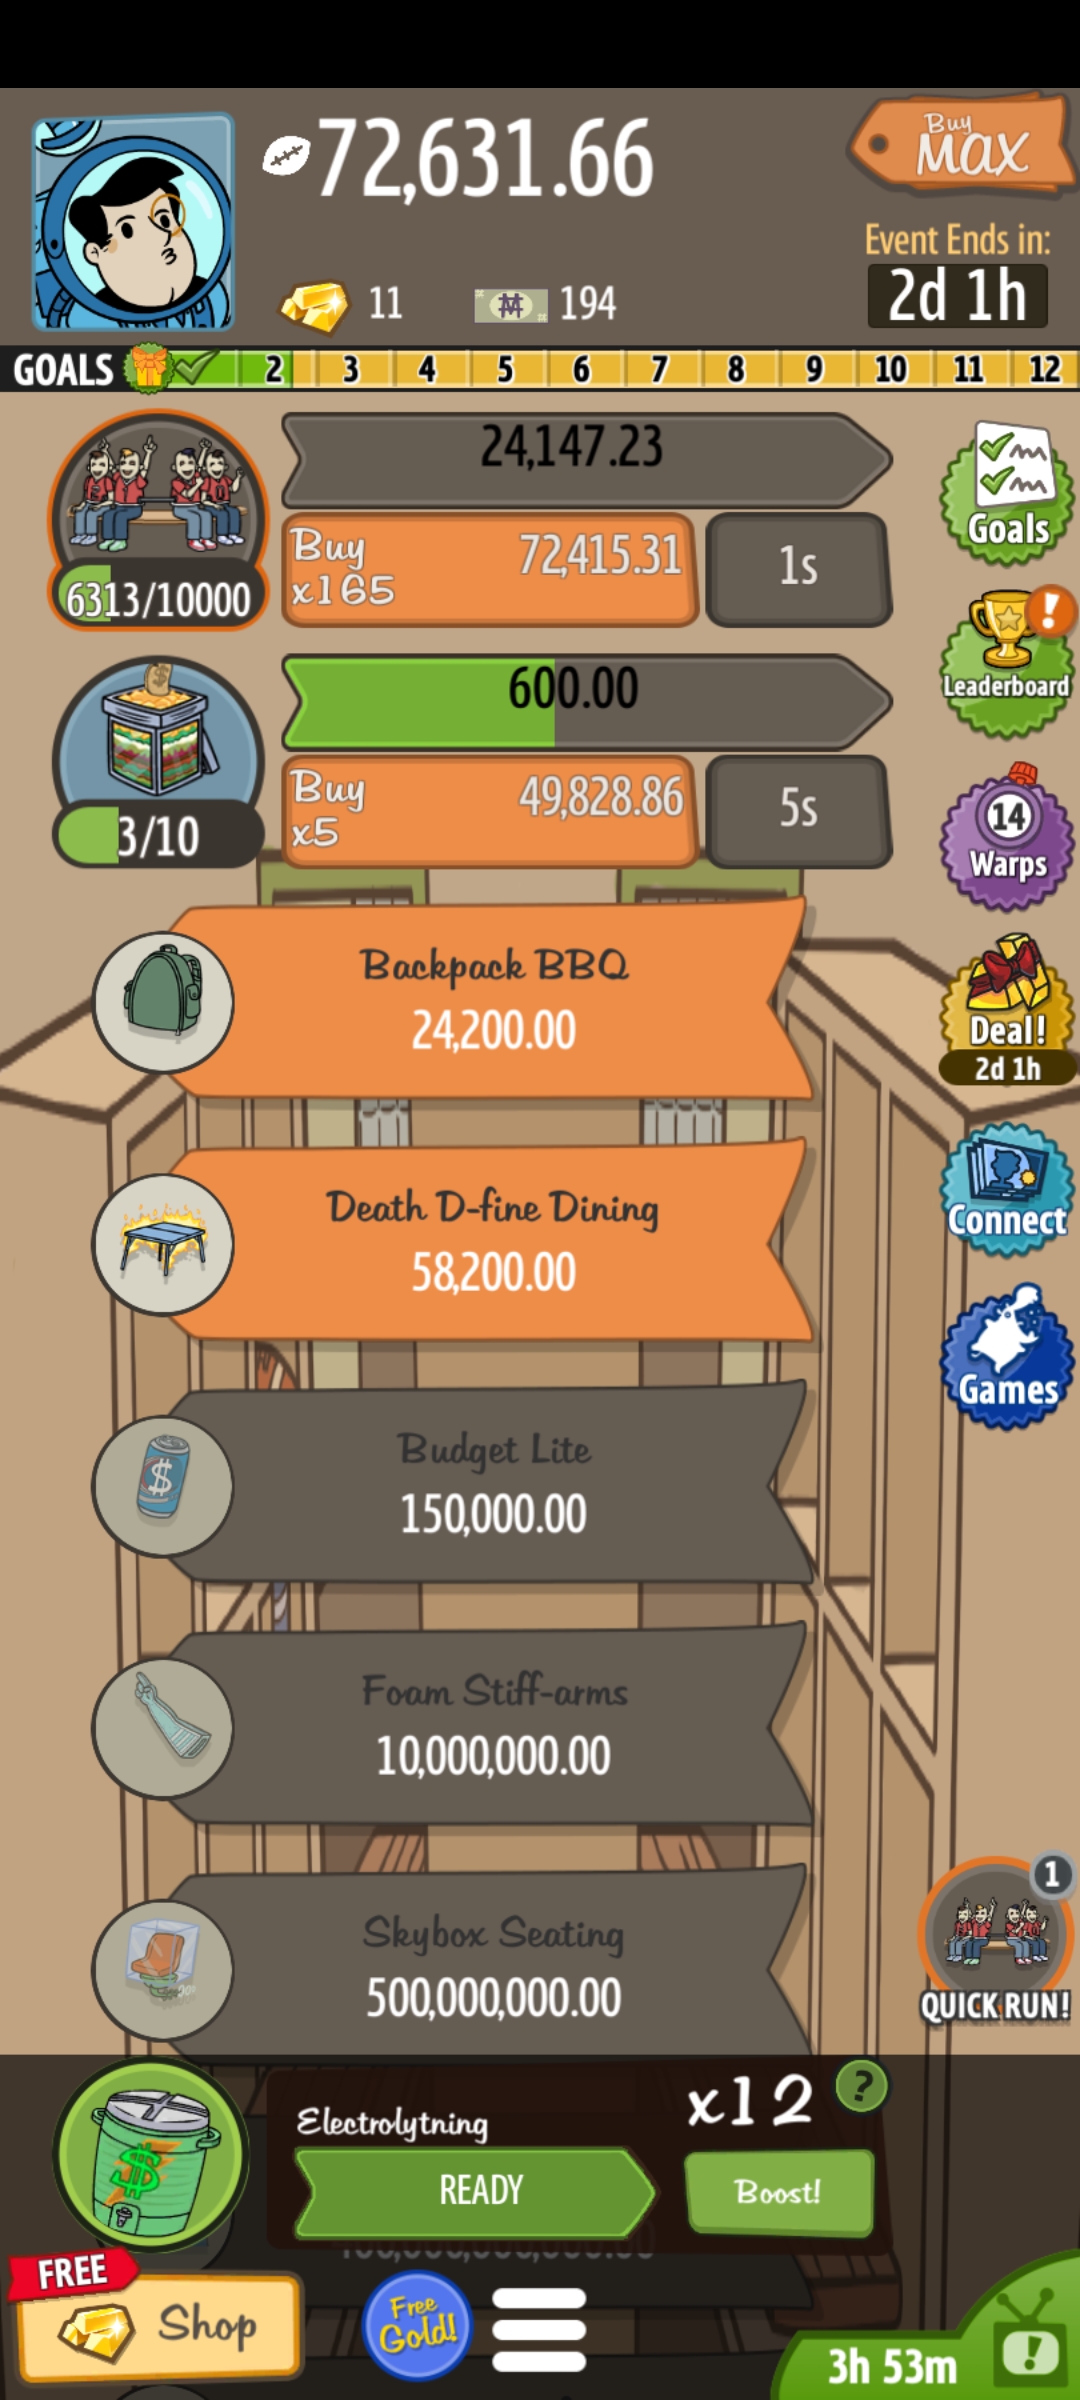 72,631.66
Buy
MAX
Event Ends in:
11
194
2d 1h
GOALS 2 3 4 5 6 7 8 9 10 11 12
24,147.23
Buy
x165
72,415.31
1s
6313/10000
Goals
600.00
Leaderboard
Buy
x5
49,828.86
5s
3/10
14
Warps
Backpack BBQ
24,200.00
Deal!
2d 1h
Death D-fine Dining
58,200.00
Connect
Games
Budget Lite
150,000.00
Foam Stiff-arms
10,000,000.00
Skybox Seating
500,000,000.00
1
QUICK RUN!
Electrolytning
x12
?
READY
Boost!
FREE
Shop
Free
Gold!
3h 53m